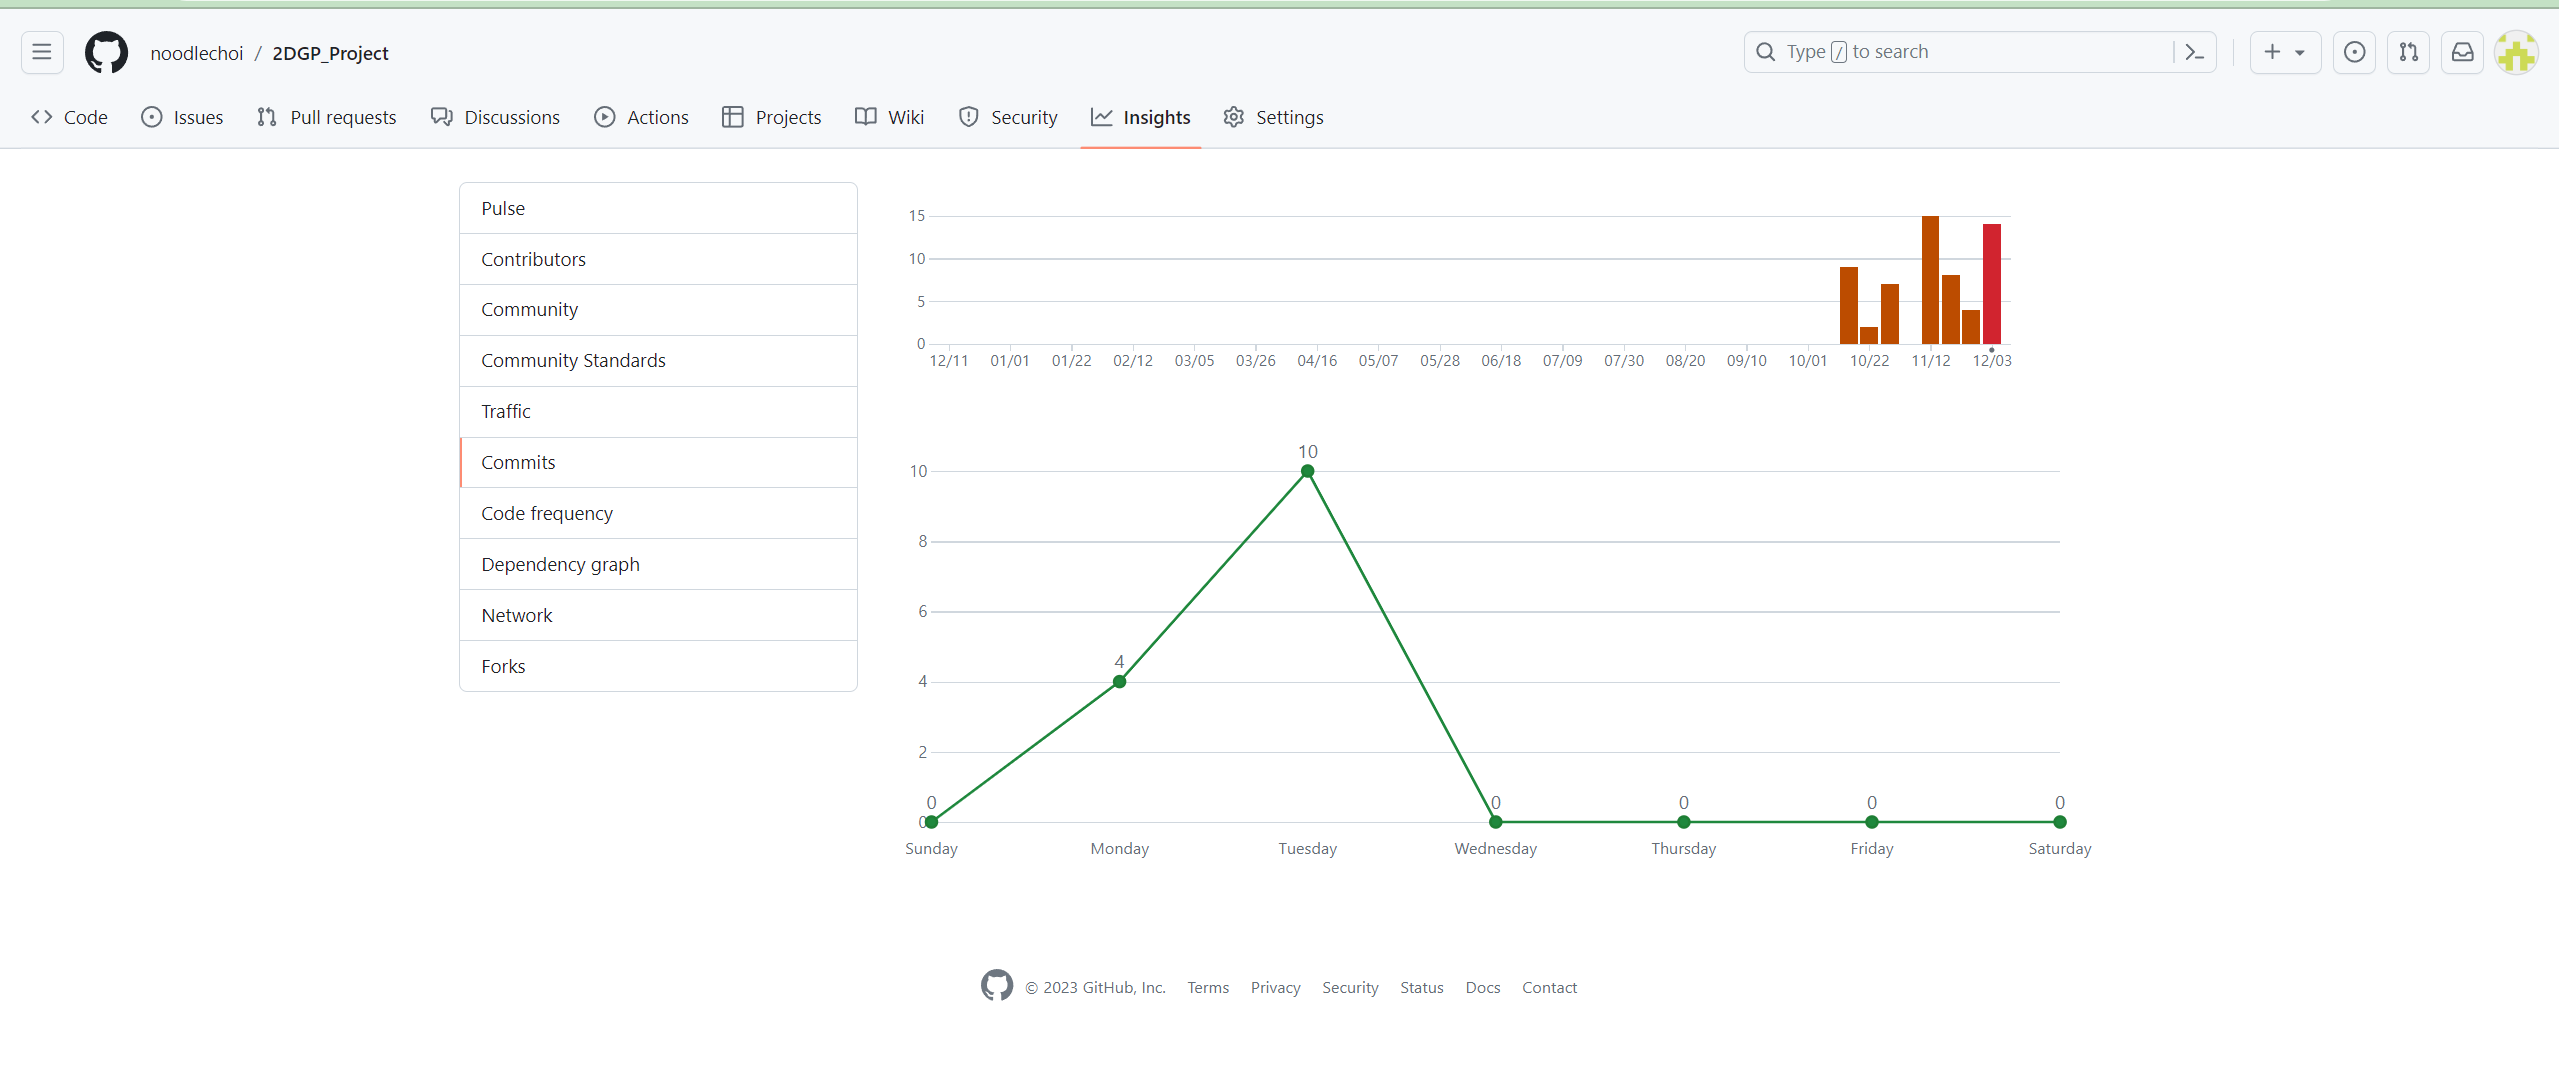 noodlechoi / 2DGP_Project
Type / to search
Code Issues Pull requests Discussions Actions Projects Wiki Security Insights Settings
Pulse
Contributors
Community
Community Standards
Traffic
Commits
Code frequency
Dependency graph
Network
Forks
15
10
5
0
12/11 01/01 01/22 02/12 03/05 03/26 04/16 05/07 05/28 06/18 07/09 07/30 08/20 09/10 10/01 10/22 11/12 12/03
10
10
8
6
4
4
2
0 0 0 0 0
0
Sunday Monday Tuesday Wednesday Thursday Friday Saturday
© 2023 GitHub, Inc. Terms Privacy Security Status Docs Contact